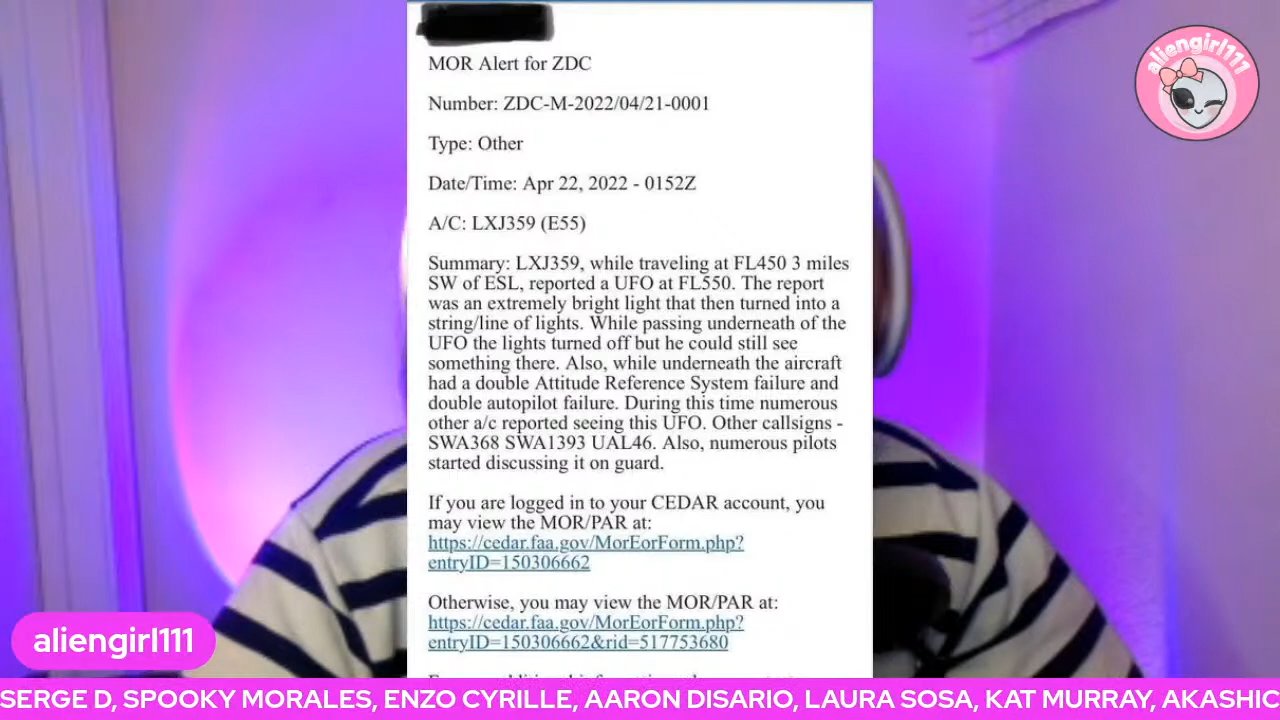 MOR Alert for ZDC
Number: ZDC-M-2022/04/21-0001
Type: Other
Date/Time: Apr 22, 2022 - 0152Z
A/C: LXJ359 (E55)
Summary: LXJ359, while traveling at FL450 3 miles
SW of ESL, reported a UFO at FL550. The report
was an extremely bright light that then turned into a
string/line of lights. While passing underneath of the
UFO the lights turned off but he could still see
something there. Also, while underneath the aircraft
had a double Attitude Reference System failure and
double autopilot failure. During this time numerous
other a/c reported seeing this UFO. Other callsigns -
SWA368 SWA1393 UAL46. Also, numerous pilots
started discussing it on guard.
If you are logged in to your CEDAR account, you
may view the MOR/PAR at:
https://cedar.faa.gov/MorEorForm.php?
entryID=150306662
Otherwise, you may view the MOR/PAR at:
https://cedar.faa.gov/MorEorForm.php?
entryID=150306662&rid=517753680
aliengirl111
aliengirl111
SERGE D, SPOOKY MORALES, ENZO CYRILLE, AARON DISARIO, LAURA SOSA, KAT MURRAY, AKASHIC